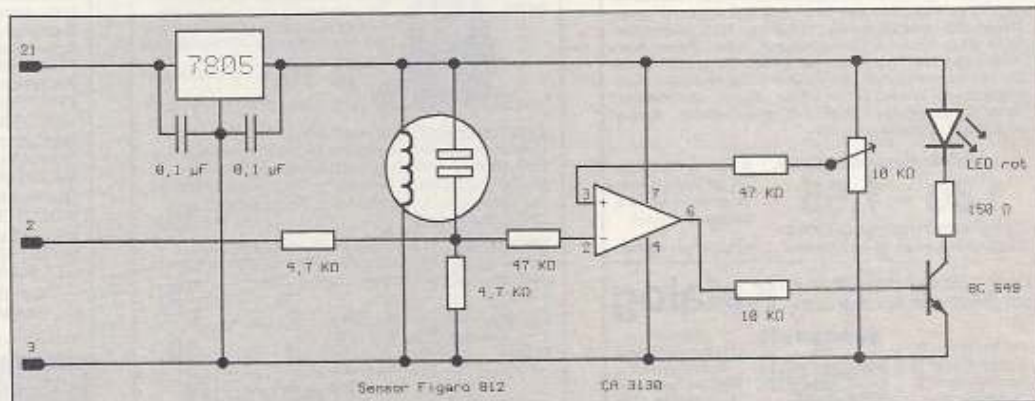 21
7805
0,1 µF
0,1 µF
LED rot
3
7
47 KΩ
10 KΩ
150 Ω
2
6
4,7 KΩ
47 KΩ
2
4
4,7 KΩ
10 KΩ
BC 549
3
Sensor Figaro 812
CA 3130